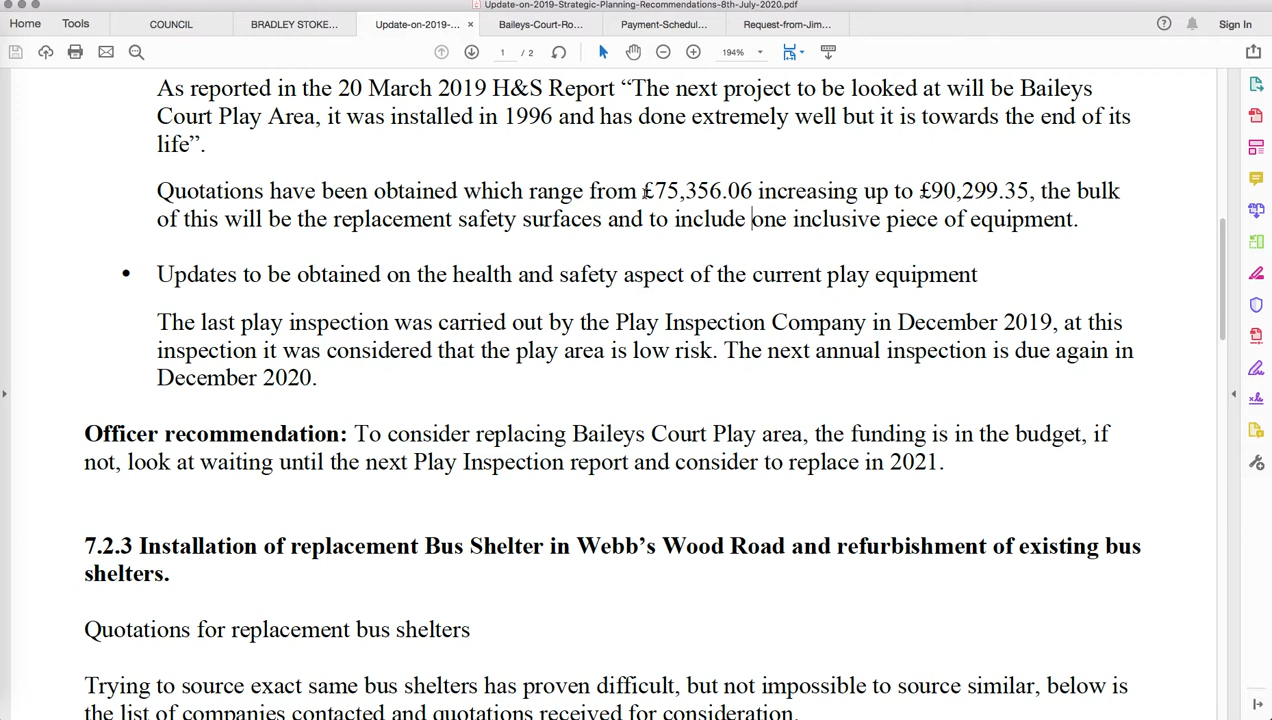 Update-on-2019-Strategic-Planning-Recommendations-8th-July-2020.pdf
Home Tools COUNCIL BRADLEY STOKE... Update-on-2019-... × Baileys-Court-Ro... Payment-Schedul... Request-from-Jim... ? Sign In
1 / 2 194%
As reported in the 20 March 2019 H&S Report “The next project to be looked at will be Baileys
Court Play Area, it was installed in 1996 and has done extremely well but it is towards the end of its
life”.
Quotations have been obtained which range from £75,356.06 increasing up to £90,299.35, the bulk
of this will be the replacement safety surfaces and to include one inclusive piece of equipment.
• Updates to be obtained on the health and safety aspect of the current play equipment
The last play inspection was carried out by the Play Inspection Company in December 2019, at this
inspection it was considered that the play area is low risk. The next annual inspection is due again in
December 2020.
Officer recommendation: To consider replacing Baileys Court Play area, the funding is in the budget, if
not, look at waiting until the next Play Inspection report and consider to replace in 2021.
7.2.3 Installation of replacement Bus Shelter in Webb’s Wood Road and refurbishment of existing bus
shelters.
Quotations for replacement bus shelters
Trying to source exact same bus shelters has proven difficult, but not impossible to source similar, below is
the list of companies contacted and quotations received for consideration.